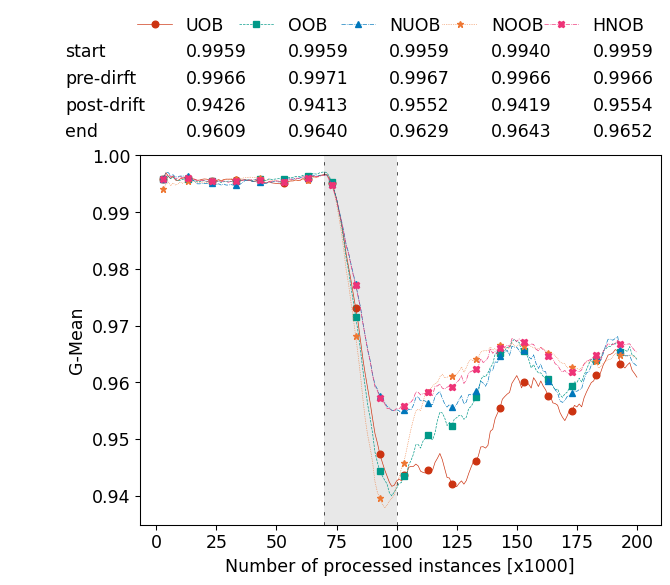 UOB OOB NUOB NOOB HNOB
start 0.9959 0.9959 0.9959 0.9940 0.9959
pre-dirft 0.9966 0.9971 0.9967 0.9966 0.9966
post-drift 0.9426 0.9413 0.9552 0.9419 0.9554
end 0.9609 0.9640 0.9629 0.9643 0.9652
1.00
0.99
0.98
0.97
0.96
0.95
0.94
G-Mean
0 25 50 75 100 125 150 175 200
Number of processed instances [x1000]